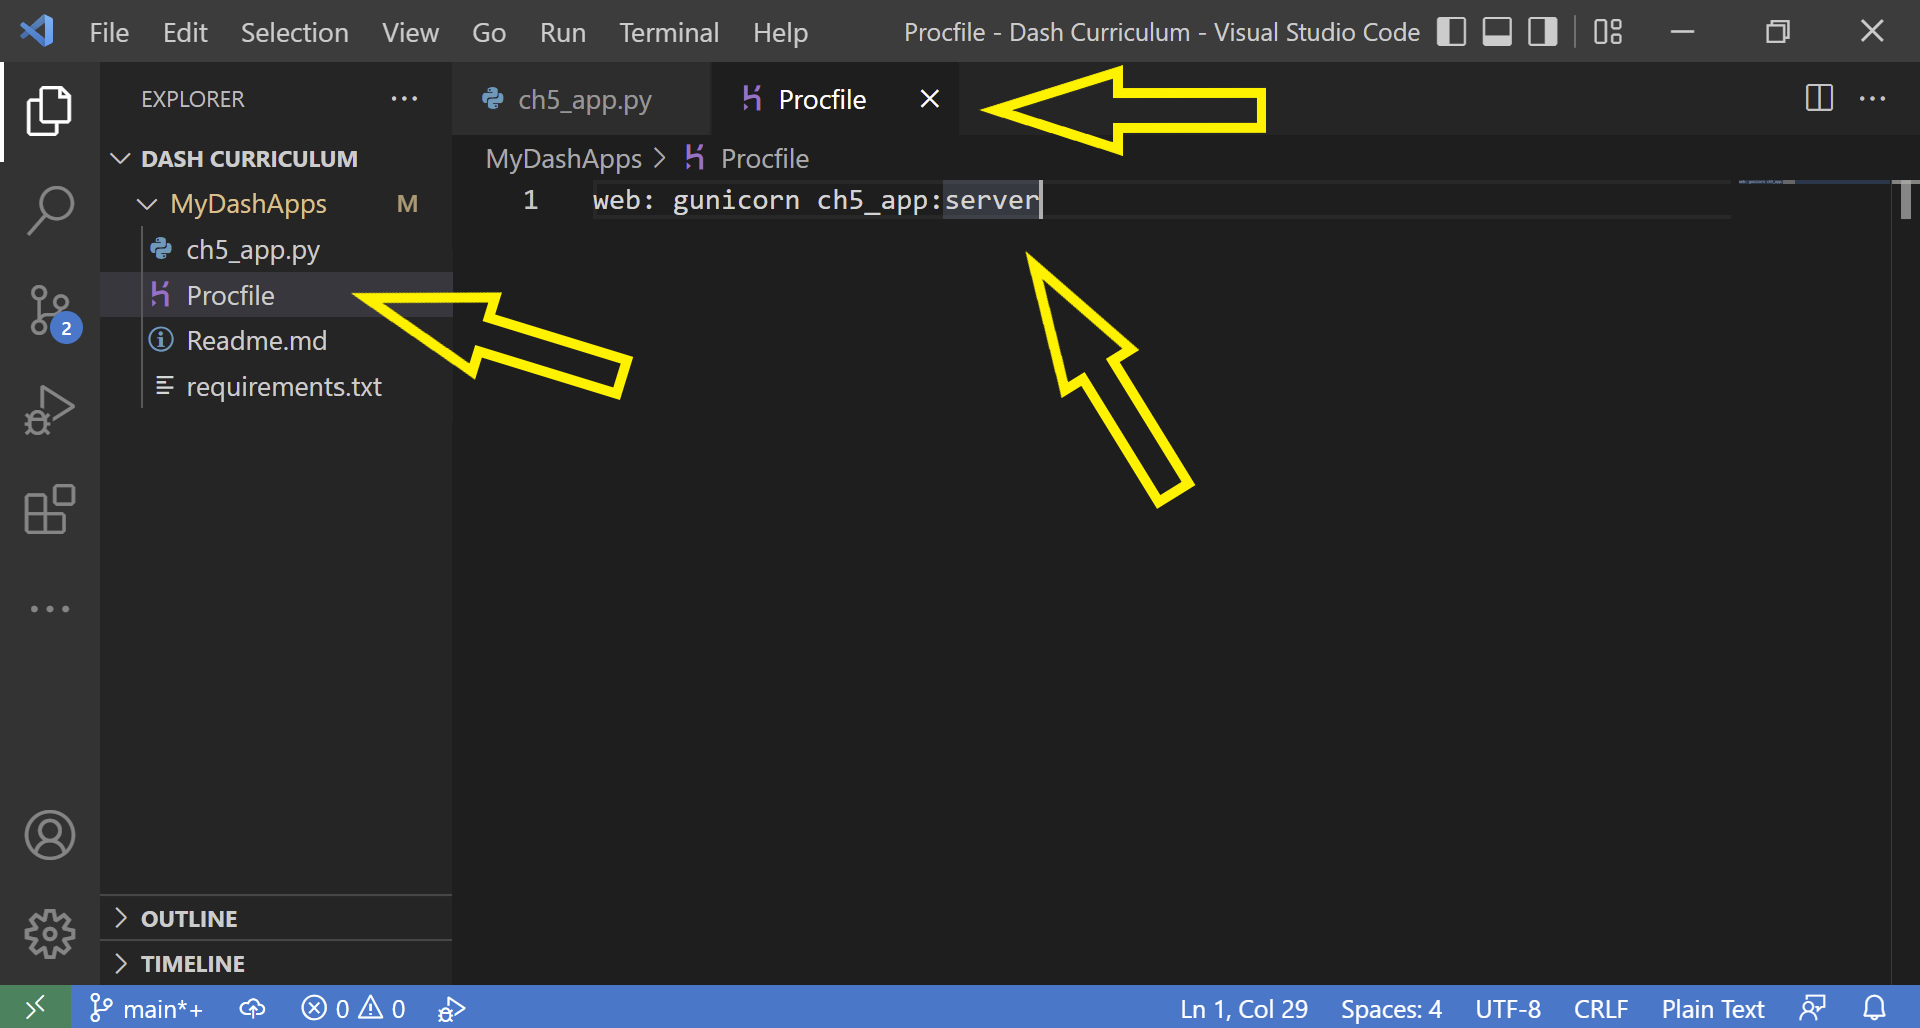 File Edit Selection View Go Run Terminal Help Procfile - Dash Curriculum - Visual Studio Code
EXPLORER
ch5_app.py Procfile
DASH CURRICULUM
MyDashApps > Procfile
MyDashApps M
1 web: gunicorn ch5_app:server
ch5_app.py
Procfile
2
Readme.md
requirements.txt
OUTLINE
TIMELINE
main*+ 0 0 Ln 1, Col 29 Spaces: 4 UTF-8 CRLF Plain Text